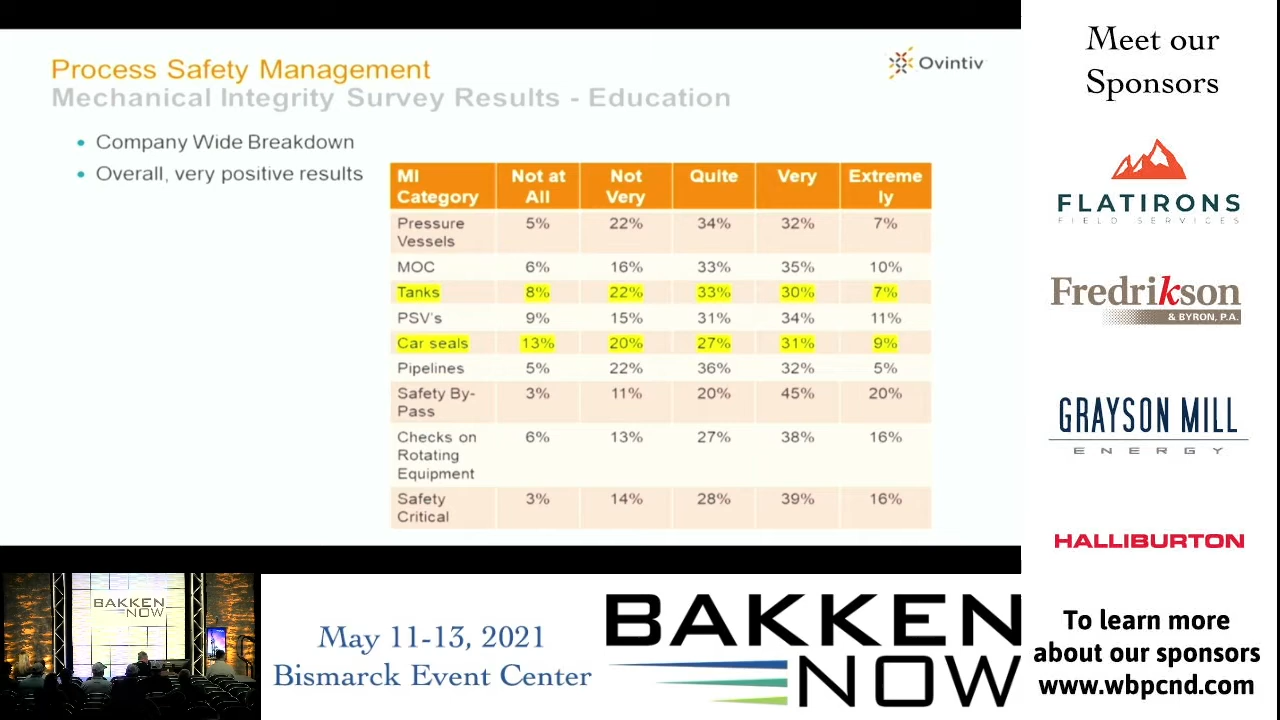 Process Safety Management
Mechanical Integrity Survey Results - Education
Ovintiv
• Company Wide Breakdown
• Overall, very positive results
MI Category Not at All Not Very Quite Very Extremely
Pressure Vessels 5% 22% 34% 32% 7%
MOC 6% 16% 33% 35% 10%
Tanks 8% 22% 33% 30% 7%
PSV's 9% 15% 31% 34% 11%
Car seals 13% 20% 27% 31% 9%
Pipelines 5% 22% 36% 32% 5%
Safety By-Pass 3% 11% 20% 45% 20%
Checks on Rotating Equipment 6% 13% 27% 38% 16%
Safety Critical 3% 14% 28% 39% 16%
Meet our
Sponsors
FLATIRONS
FIELD SERVICES
Fredrikson
& BYRON, P.A.
GRAYSON MILL
ENERGY
HALLIBURTON
To learn more
about our sponsors
www.wbpcnd.com
BAKKEN
NOW
May 11-13, 2021
Bismarck Event Center
BAKKEN
NOW